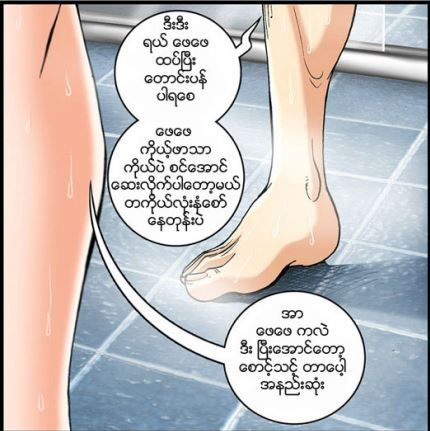 ဒီးဒီး
ရယ် ဖေဖေ
ထပ်ပြီး
တောင်းပန်
ပါရစေ
ဖေဖေ
ကိုယ့်ဖာသာ
ကိုယ်ပဲ စင်အောင်
ဆေးလိုက်ပါတော့မယ်
တကိုယ်လုံးနံစော်
နေတုန်းပဲ
အာ
ဖေဖေ ကလဲ
ဒီး ပြီးအောင်တော့
စောင့်သင့် တာပေါ့
အနည်းဆုံး